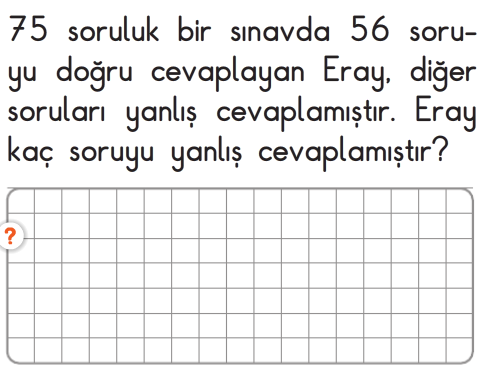 75 soruluk bir sınavda 56 soru-
yu doğru cevaplayan Eray, diğer
soruları yanlış cevaplamıştır. Eray
kaç soruyu yanlış cevaplamıştır?
?